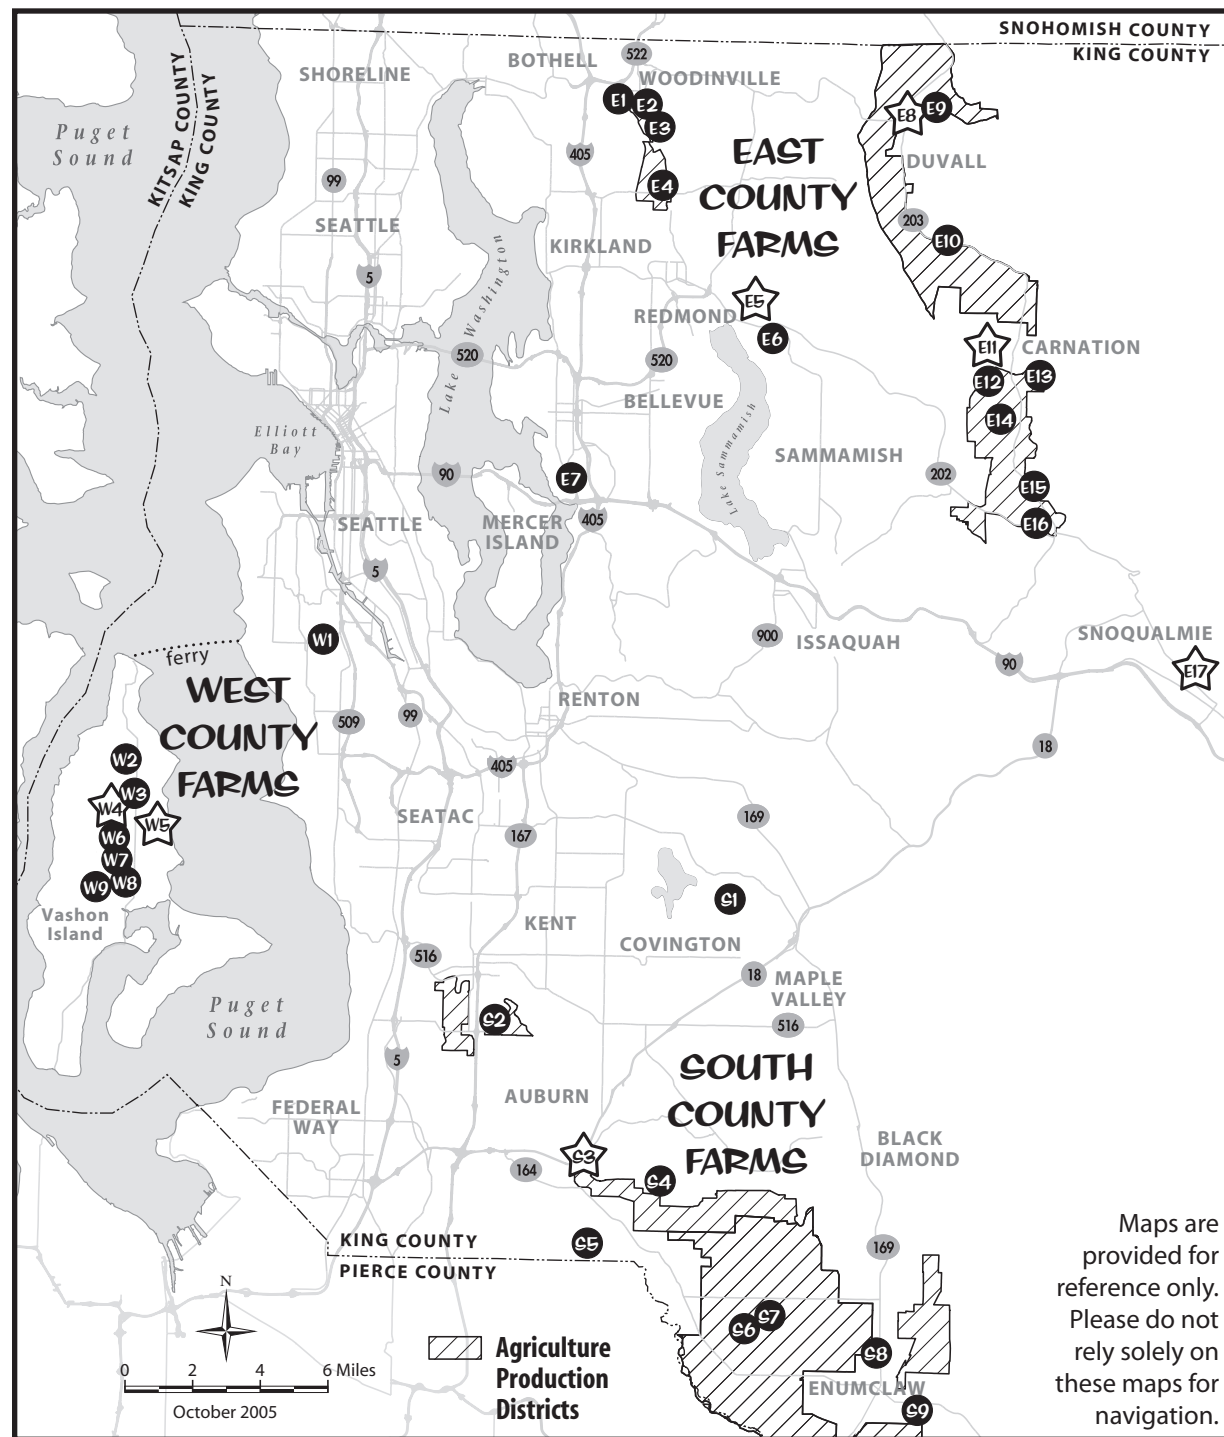 SNOHOMISH COUNTY
KING COUNTY
KITSAP COUNTY
KING COUNTY
Puget
Sound
SHORELINE
BOTHELL
522
WOODINVILLE
E1
E2
E3
E4
405
99
SEATTLE
5
EAST
COUNTY
FARMS
E8
E9
DUVALL
203
E10
KIRKLAND
Lake Washington
E5
REDMOND
E6
520
520
BELLEVUE
E11
CARNATION
E12
E13
E14
Elliott
Bay
Lake Sammamish
SAMMAMISH
202
90
E7
E15
E16
SEATTLE
MERCER
ISLAND
405
5
W1
ferry
900
ISSAQUAH
SNOQUALMIE
90
E17
WEST
COUNTY
FARMS
RENTON
509
99
18
405
W2
W3
W4
W5
W6
W7
W8
W9
Vashon
Island
SEATAC
167
169
S1
KENT
COVINGTON
516
18
MAPLE
VALLEY
516
Puget
Sound
S2
5
SOUTH
COUNTY
FARMS
AUBURN
FEDERAL
WAY
BLACK
DIAMOND
S3
164
S4
S5
KING COUNTY
PIERCE COUNTY
169
S6
S7
S8
ENUMCLAW
S9
N
0 2 4 6 Miles
October 2005
Agriculture
Production
Districts
Maps are
provided for
reference only.
Please do not
rely solely on
these maps for
navigation.